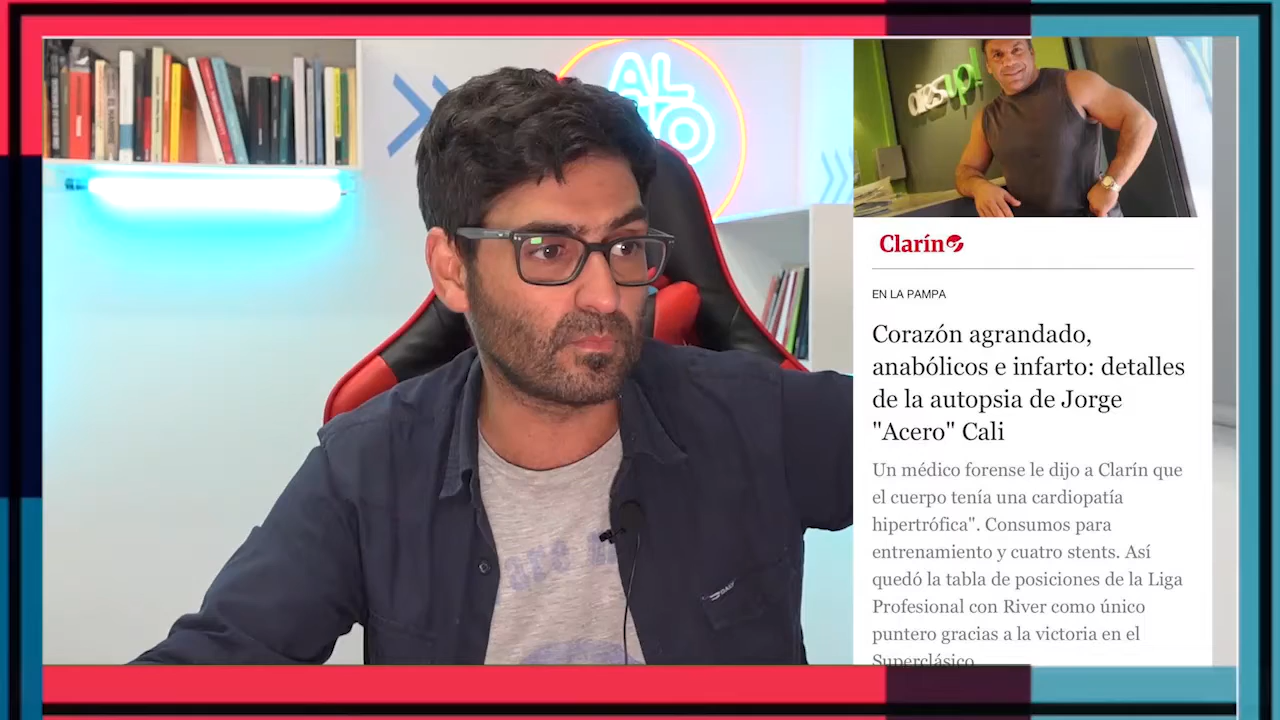 AL
Clarín
EN LA PAMPA
Corazón agrandado,
anabólicos e infarto: detalles
de la autopsia de Jorge
"Acero" Cali
Un médico forense le dijo a Clarín que
el cuerpo tenía una cardiopatía
hipertrófica". Consumos para
entrenamiento y cuatro stents. Así
quedó la tabla de posiciones de la Liga
Profesional con River como único
puntero gracias a la victoria en el
Superclásico